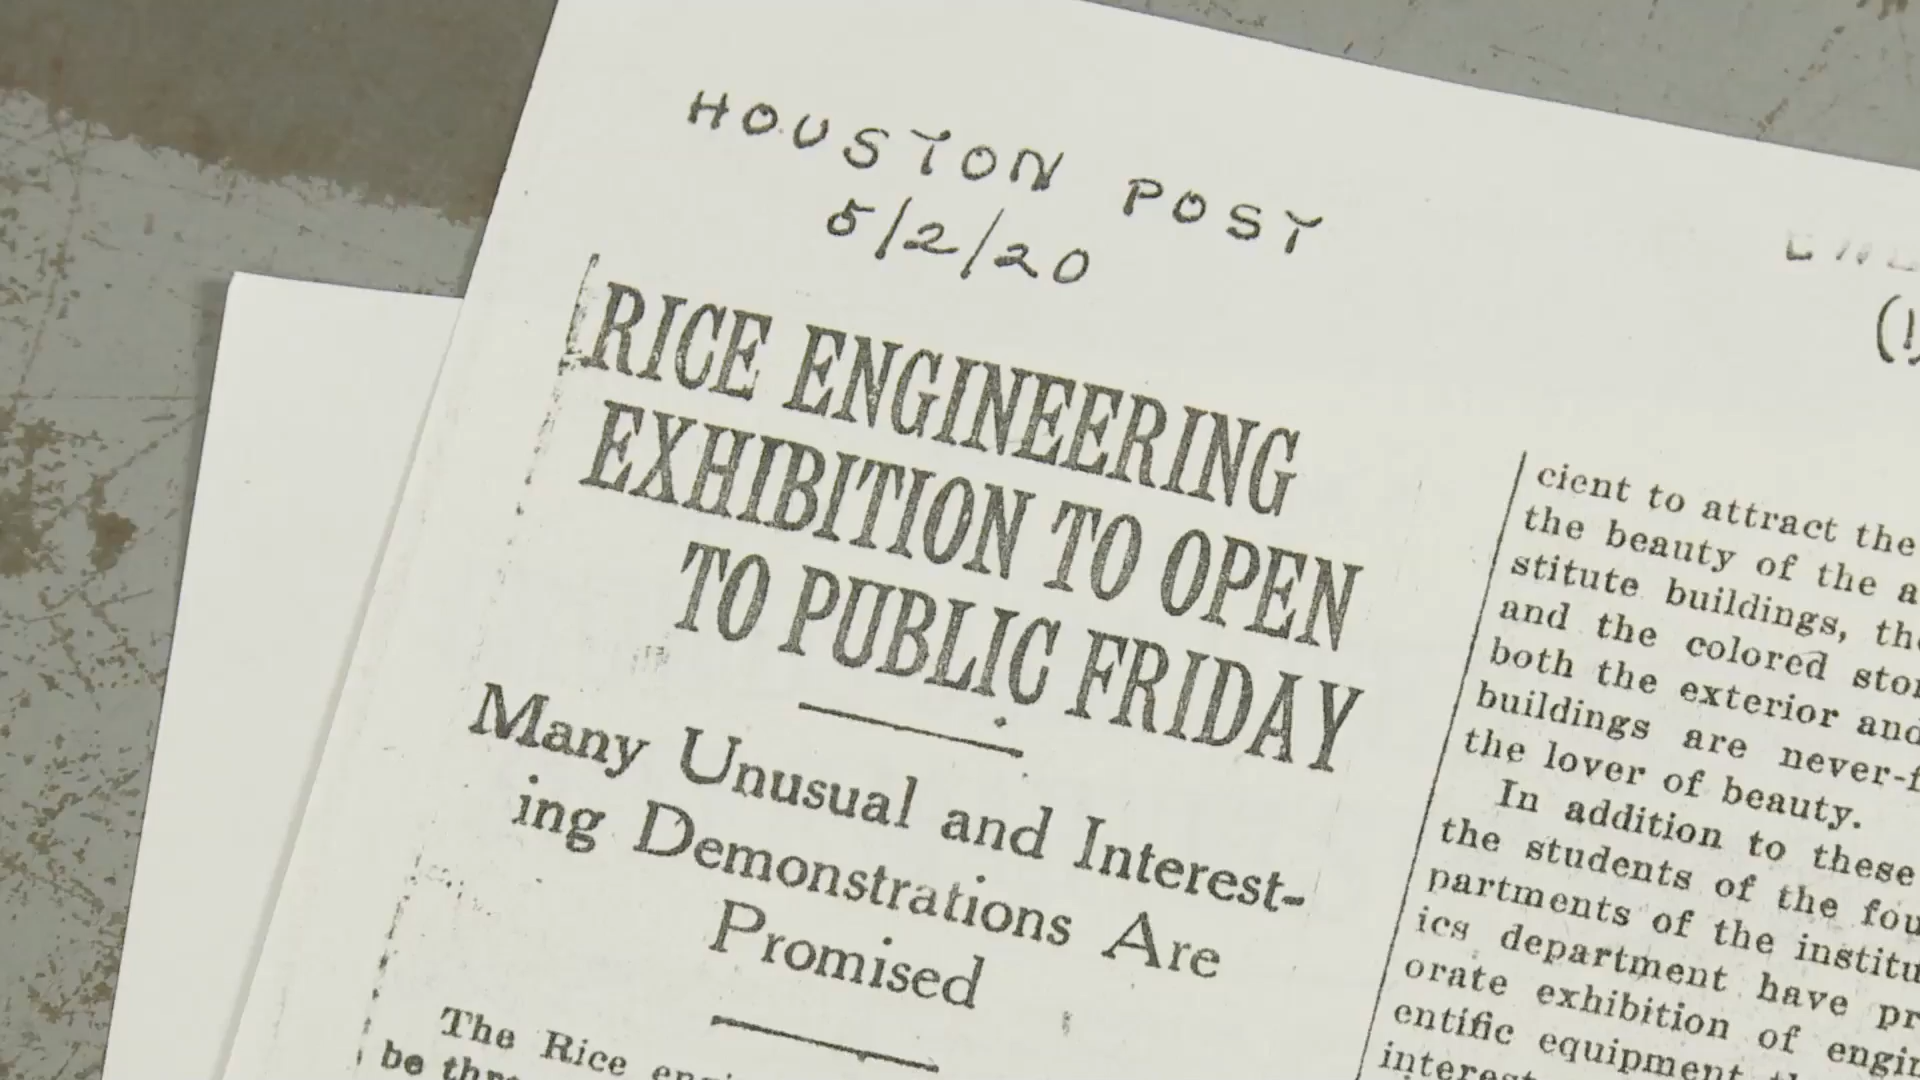 HOUSTON POST
5/2/20
RICE ENGINEERING
EXHIBITION TO OPEN
TO PUBLIC FRIDAY
Many Unusual and Interest-
ing Demonstrations Are
Promised
The Rice
be
cient to attract the
the beauty of the
stitute buildings,
and the colored
both the exterior and
buildings are
the lover of beauty.
In addition to these
the students of the
partments of the
ics department have
orate exhibition of
entific equipment